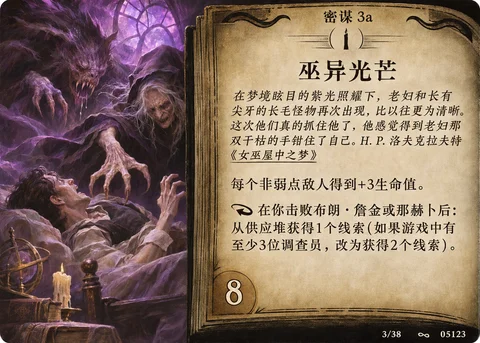 密谋 3a
巫异光芒
在梦境眩目的紫光照耀下，老妇和长有
尖牙的长毛怪物再次出现，比以往更为清晰。
这次他们真的抓住他了，他感觉得到老妇那
双干枯的手钳住了自己。H. P. 洛夫克拉夫特
《女巫屋中之梦》
每个非弱点敌人得到+3生命值。
在你击败布朗·詹金或那赫卜后：
从供应堆获得1个线索（如果游戏中有
至少3位调查员，改为获得2个线索）。
8
3/38 05123